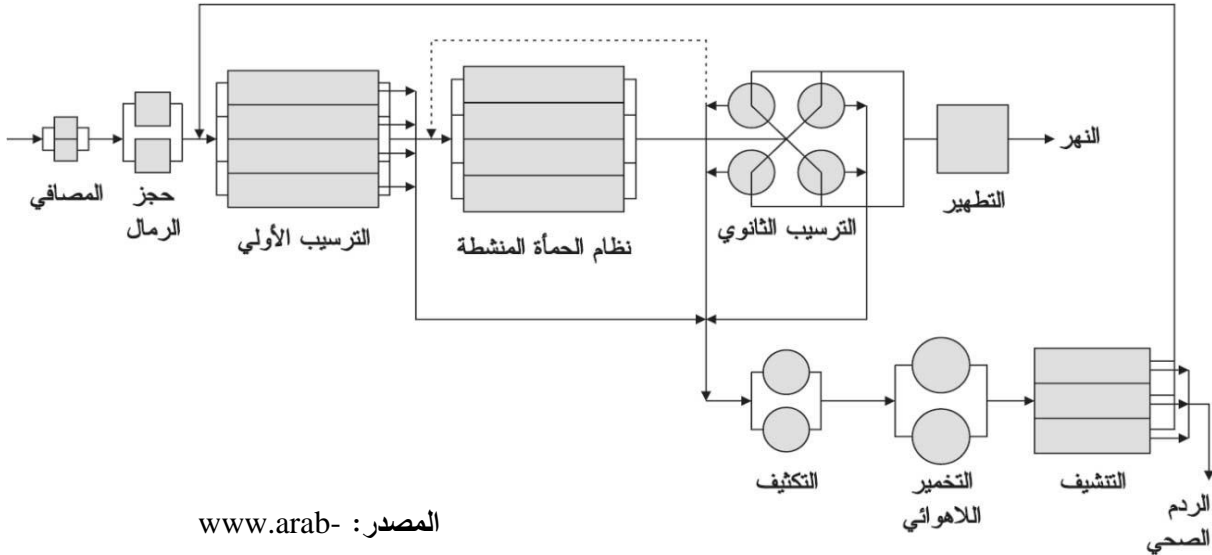 النهر
المصافي
حجز
الرمال
الترسيب الأولي
نظام الحمأة المنشطة
الترسيب الثانوي
التطهير
التكثيف
التخمير
اللاهوائي
التنشيف
الردم
الصحي
المصدر: www.arab-